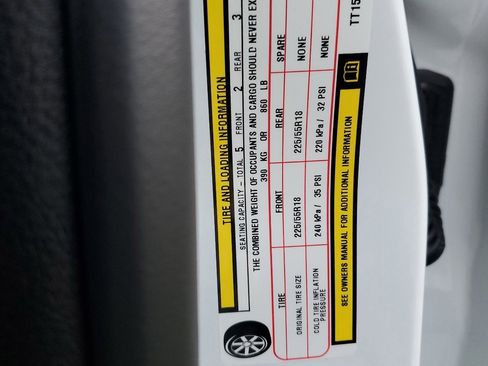 TIRE AND LOADING INFORMATION
SEATING CAPACITY - TOTAL 5 FRONT 2 REAR 3
THE COMBINED WEIGHT OF OCCUPANTS AND CARGO SHOULD NEVER EX
390 KG OR 860 LB
TIRE FRONT REAR SPARE
ORIGINAL TIRE SIZE 225/55R18 225/55R18 NONE
COLD TIRE INFLATION
PRESSURE 240 kPa / 35 PSI 220 kPa / 32 PSI NONE
SEE OWNERS MANUAL FOR ADDITIONAL INFORMATION
TT15